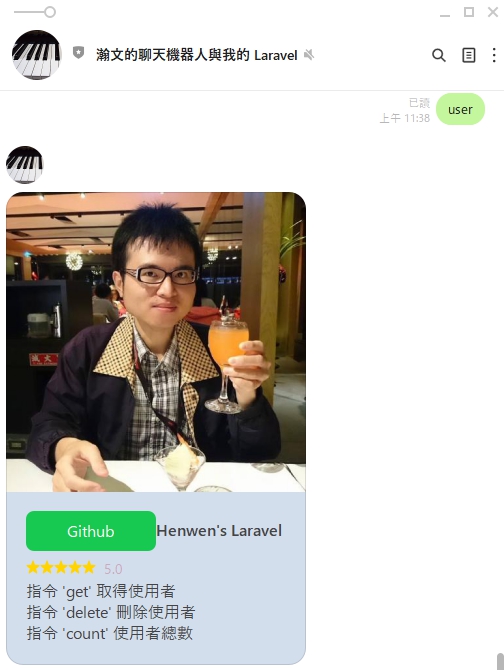 瀚文的聊天機器人與我的 Laravel
已讀
上午 11:38
user
Github
Henwen's Laravel
5.0
指令 'get' 取得使用者
指令 'delete' 刪除使用者
指令 'count' 使用者總數